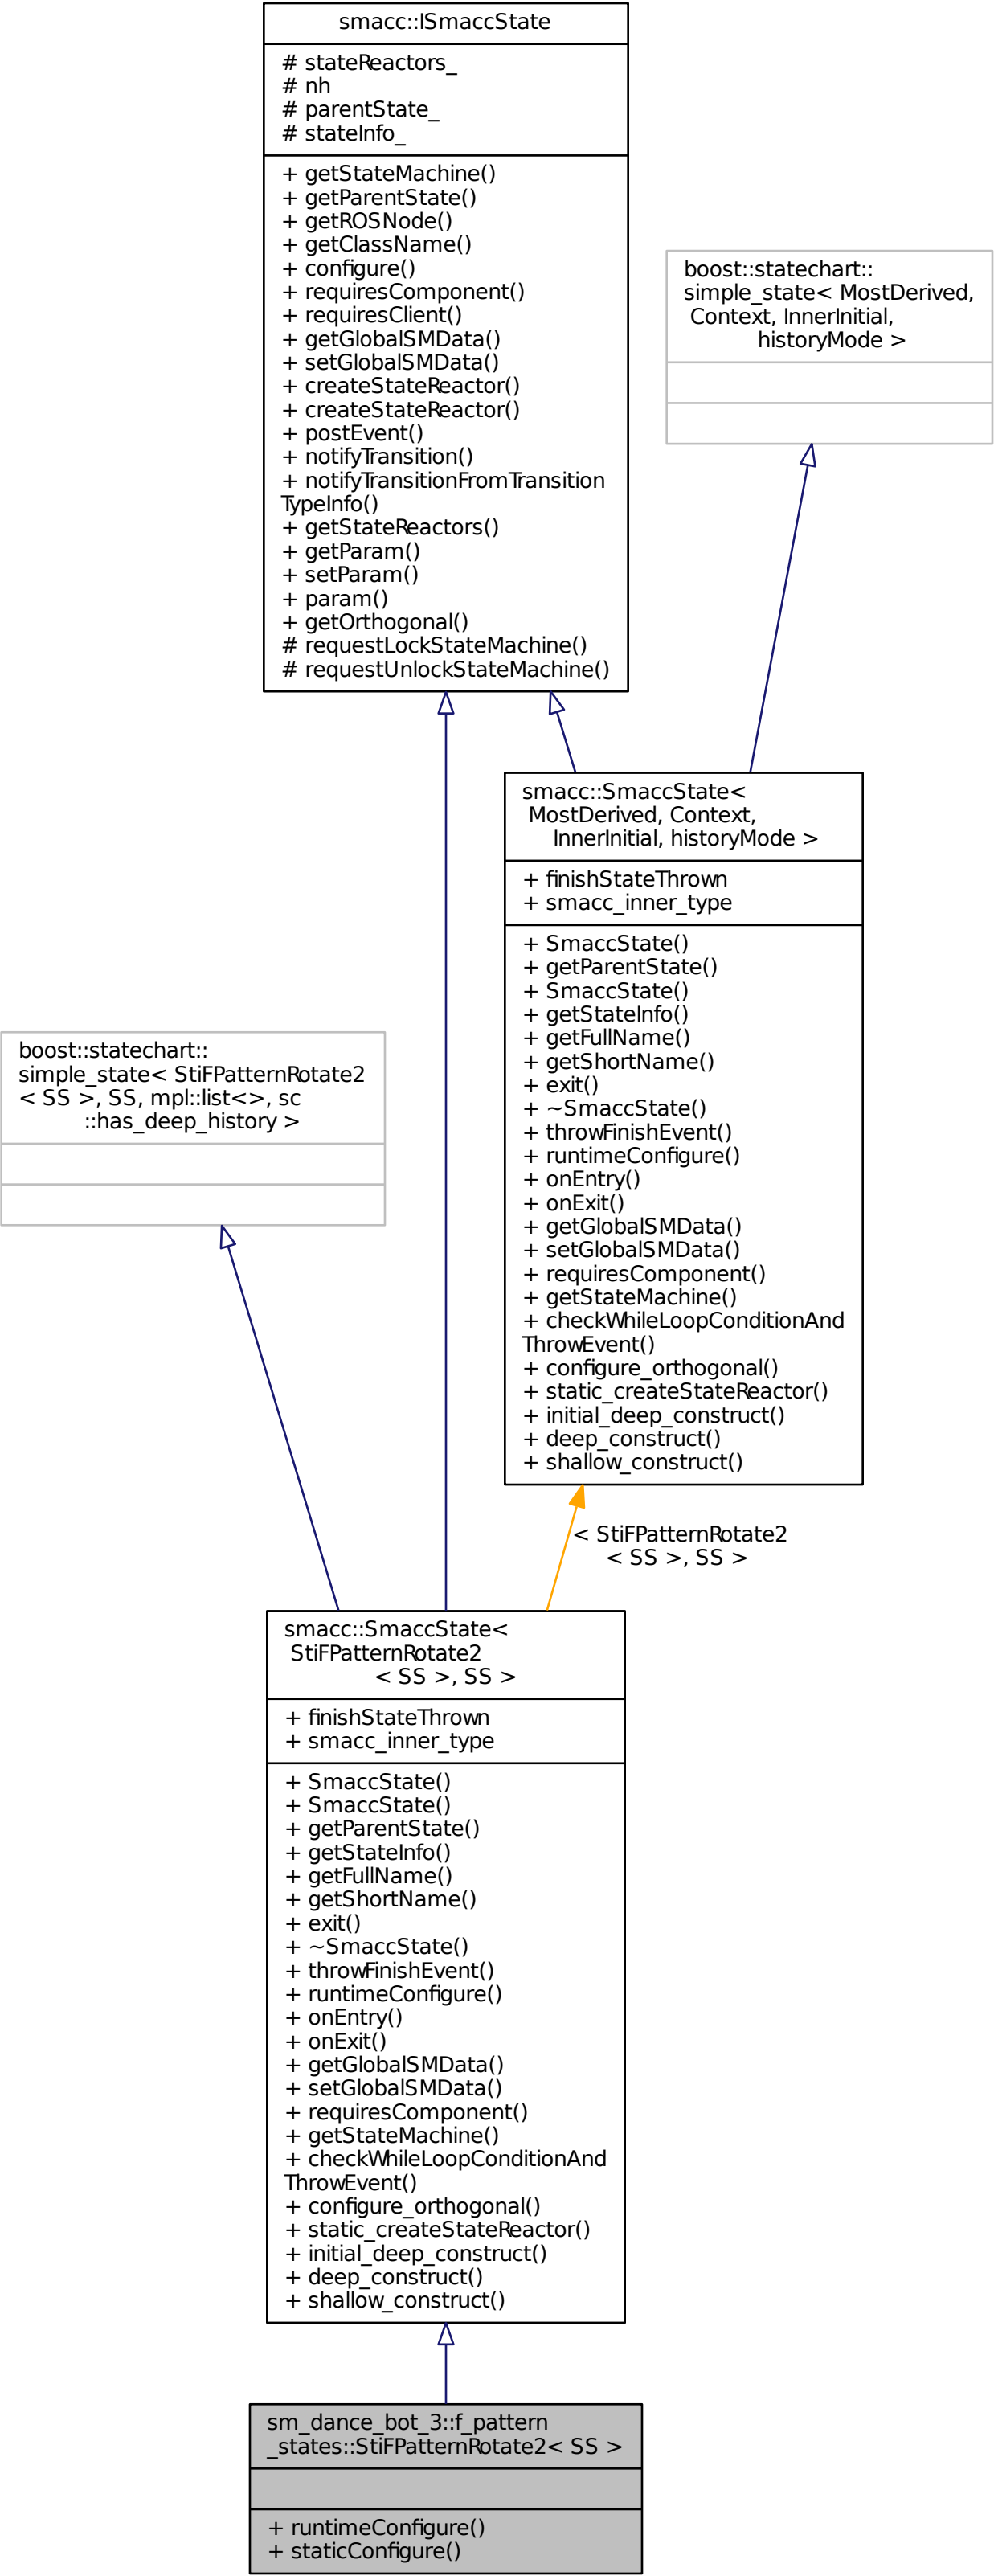 smacc::ISmaccState
# stateReactors_
# nh
# parentState_
# stateInfo_
+ getStateMachine()
+ getParentState()
+ getROSNode()
+ getClassName()
+ configure()
+ requiresComponent()
+ requiresClient()
+ getGlobalSMData()
+ setGlobalSMData()
+ createStateReactor()
+ createStateReactor()
+ postEvent()
+ notifyTransition()
+ notifyTransitionFromTransition
TypeInfo()
+ getStateReactors()
+ getParam()
+ setParam()
+ param()
+ getOrthogonal()
# requestLockStateMachine()
# requestUnlockStateMachine()
boost::statechart::
simple_state< MostDerived,
Context, InnerInitial,
historyMode >
smacc::SmaccState<
MostDerived, Context,
InnerInitial, historyMode >
+ finishStateThrown
+ smacc_inner_type
+ SmaccState()
+ getParentState()
+ SmaccState()
+ getStateInfo()
+ getFullName()
+ getShortName()
+ exit()
+ ~SmaccState()
+ throwFinishEvent()
+ runtimeConfigure()
+ onEntry()
+ onExit()
+ getGlobalSMData()
+ setGlobalSMData()
+ requiresComponent()
+ getStateMachine()
+ checkWhileLoopConditionAnd
ThrowEvent()
+ configure_orthogonal()
+ static_createStateReactor()
+ initial_deep_construct()
+ deep_construct()
+ shallow_construct()
boost::statechart::
simple_state< StiFPatternRotate2
< SS >, SS, mpl::list<>, sc
::has_deep_history >
< StiFPatternRotate2
< SS >, SS >
smacc::SmaccState<
StiFPatternRotate2
< SS >, SS >
+ finishStateThrown
+ smacc_inner_type
+ SmaccState()
+ SmaccState()
+ getParentState()
+ getStateInfo()
+ getFullName()
+ getShortName()
+ exit()
+ ~SmaccState()
+ throwFinishEvent()
+ runtimeConfigure()
+ onEntry()
+ onExit()
+ getGlobalSMData()
+ setGlobalSMData()
+ requiresComponent()
+ getStateMachine()
+ checkWhileLoopConditionAnd
ThrowEvent()
+ configure_orthogonal()
+ static_createStateReactor()
+ initial_deep_construct()
+ deep_construct()
+ shallow_construct()
sm_dance_bot_3::f_pattern
_states::StiFPatternRotate2< SS >
+ runtimeConfigure()
+ staticConfigure()